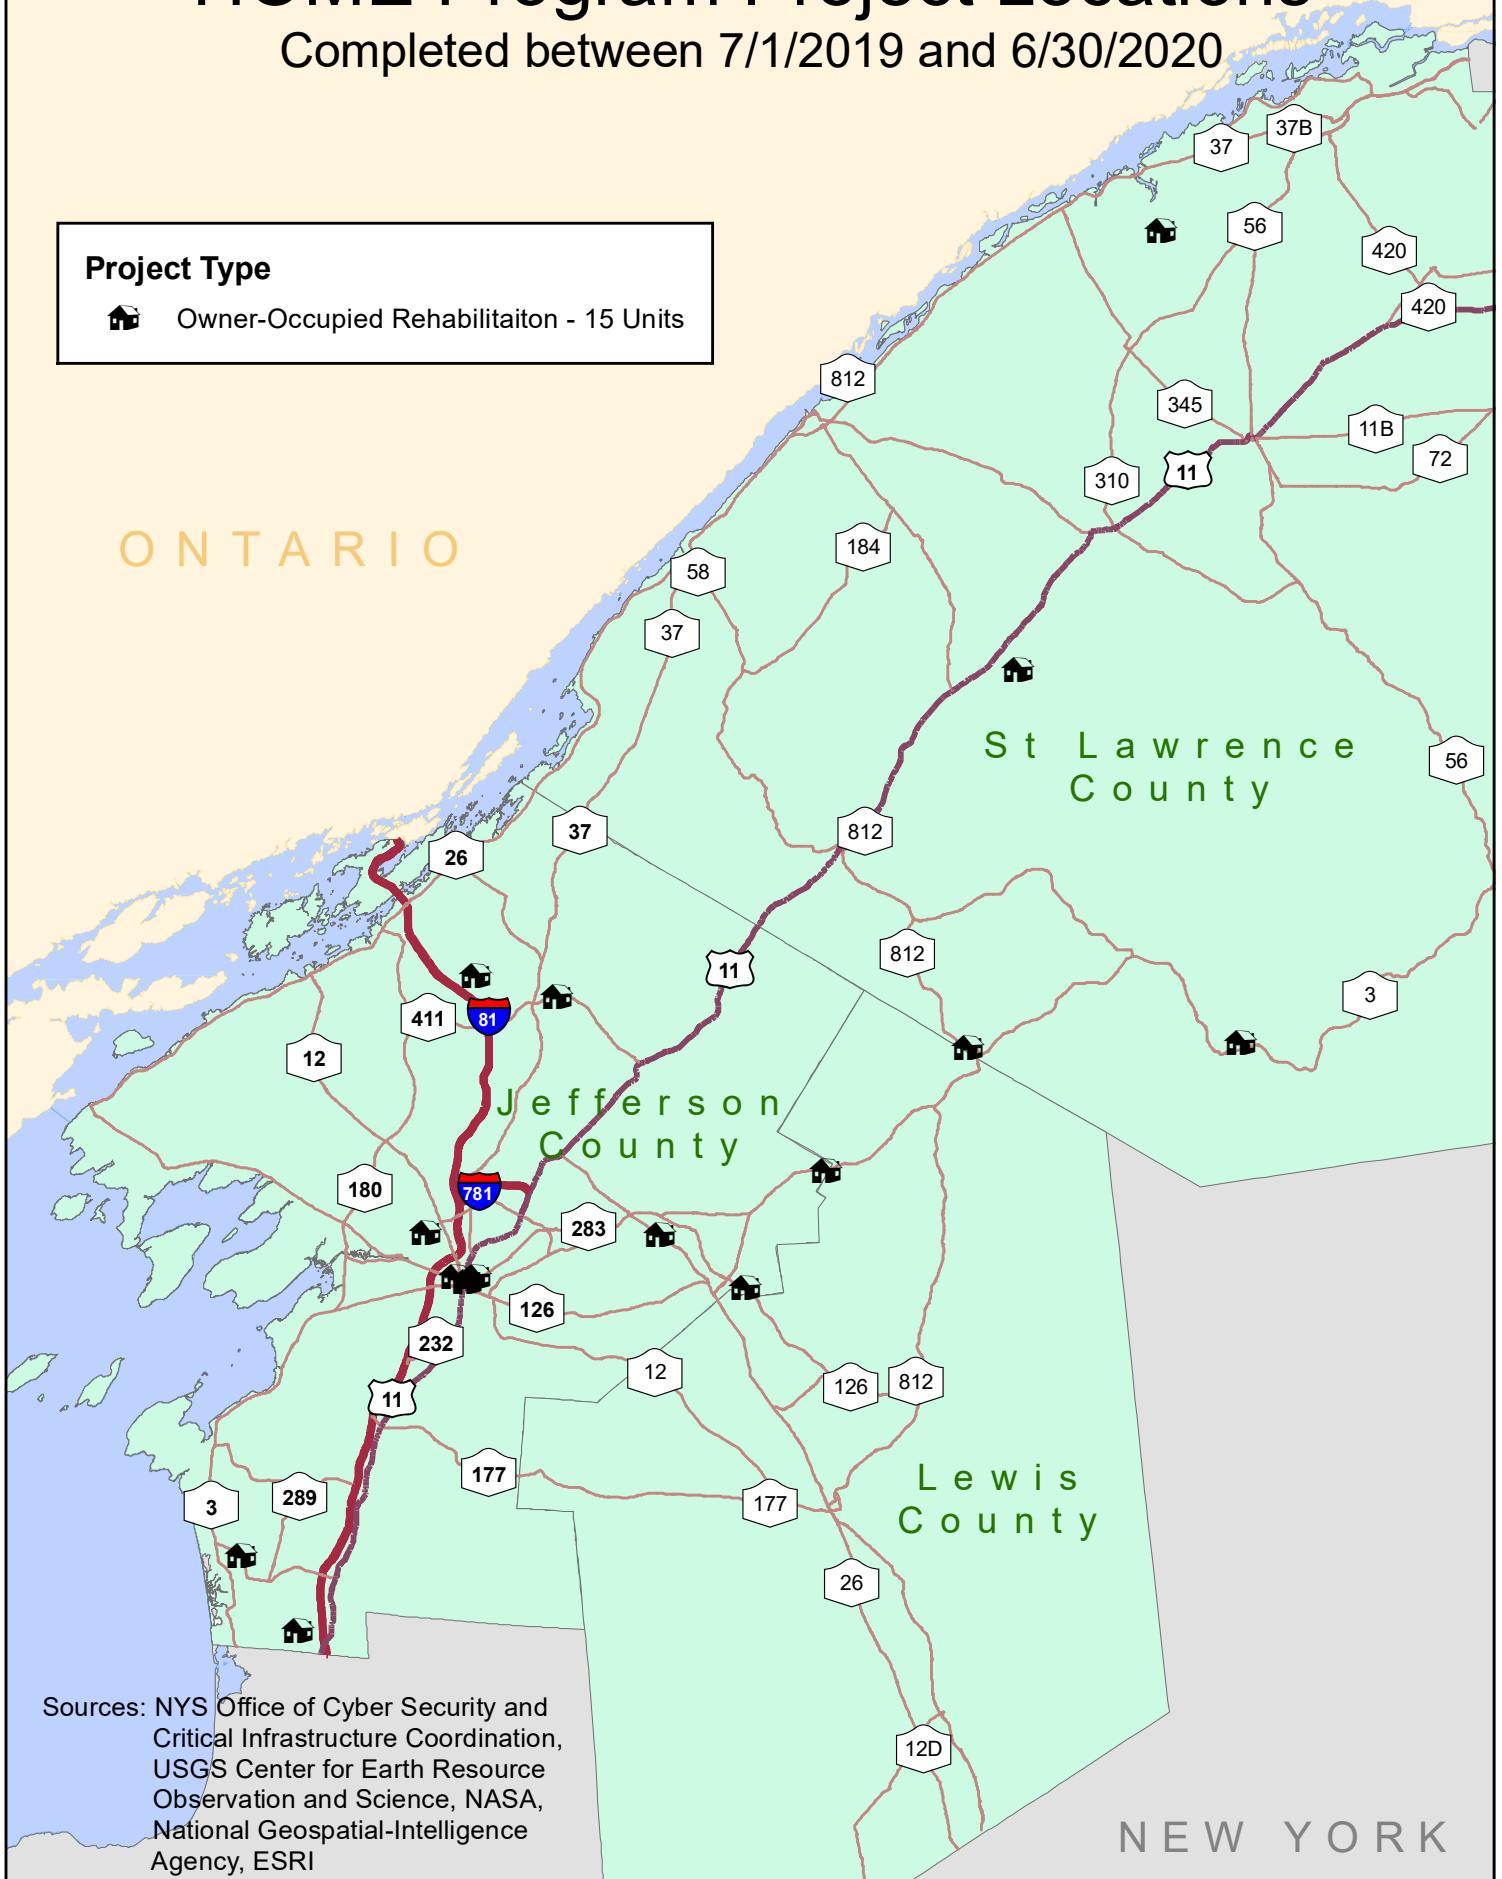 HOME Program Project Locations
Completed between 7/1/2019 and 6/30/2020
37B
37
56
420
Project Type
420
Owner-Occupied Rehabilitaiton - 15 Units
812
345
11B
72
11
310
ONTARIO
184
58
37
St Lawrence
County
56
37
812
26
812
11
3
411
81
12
Jefferson
County
180
781
283
126
232
12
812
126
11
177
Lewis
County
289
3
177
26
Sources: NYS Office of Cyber Security and
Critical Infrastructure Coordination,
USGS Center for Earth Resource
Observation and Science, NASA,
National Geospatial-Intelligence
Agency, ESRI
12D
NEW YORK